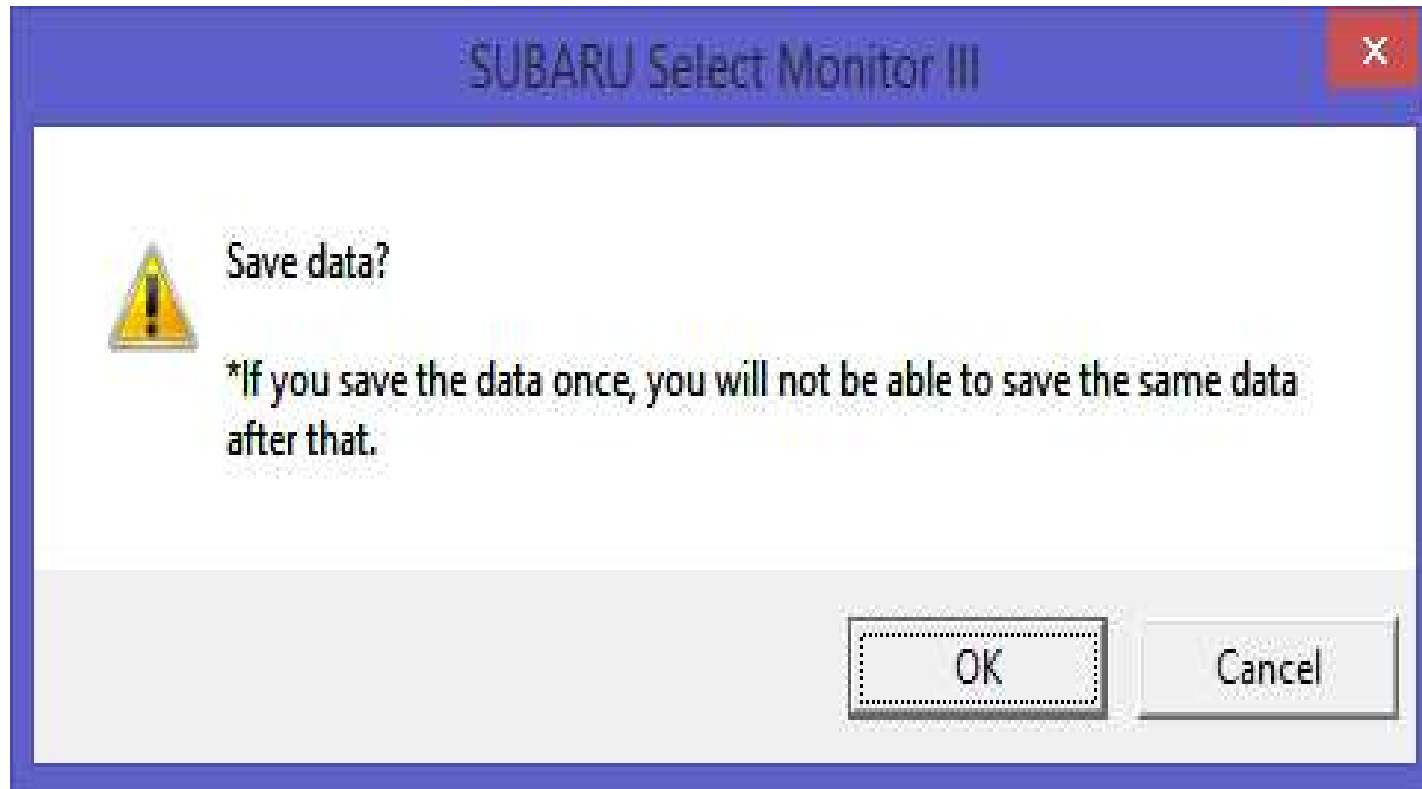 SUBARU Select Monitor III
x
Save data?
*If you save the data once, you will not be able to save the same data
after that.
OK
Cancel